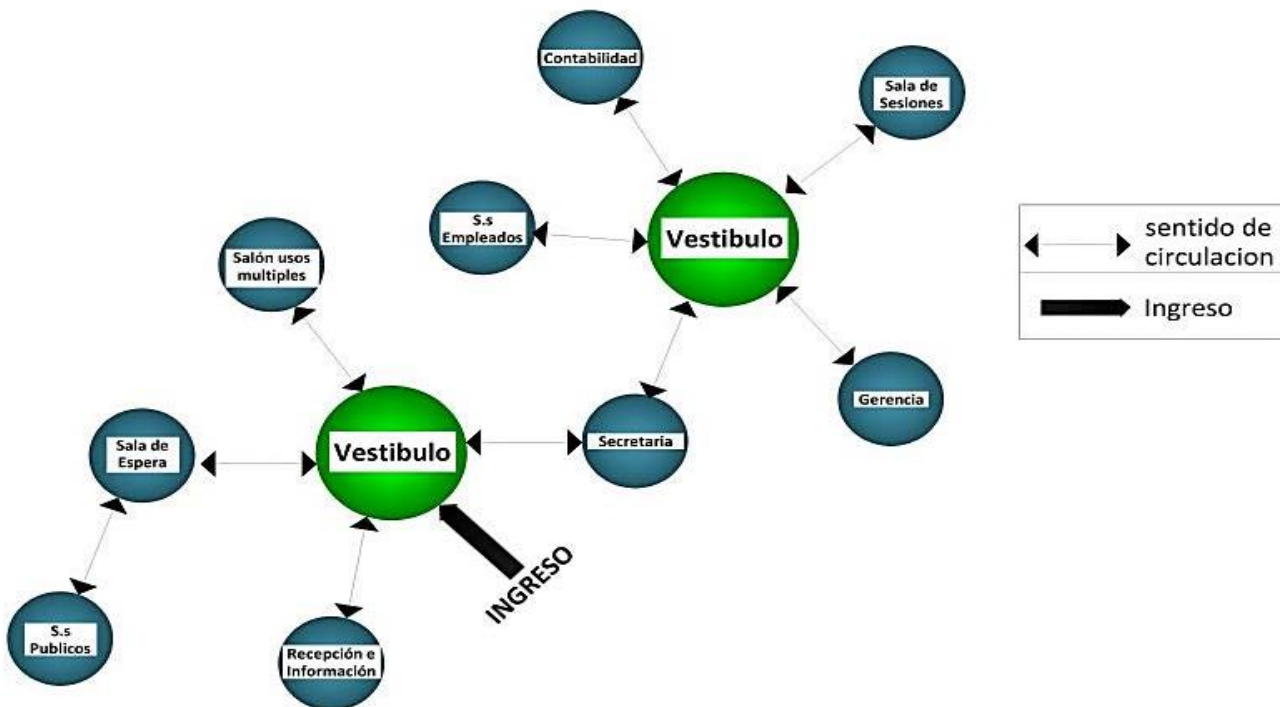 Contabilidad
Sala de
Sesiones
S.s
Empleados
Vestibulo
Salón usos
multiples
Gerencia
Sala de
Espera
Vestibulo
Secretaría
INGRESO
S.s
Publicos
Recepción e
Información
sentido de
circulacion
Ingreso